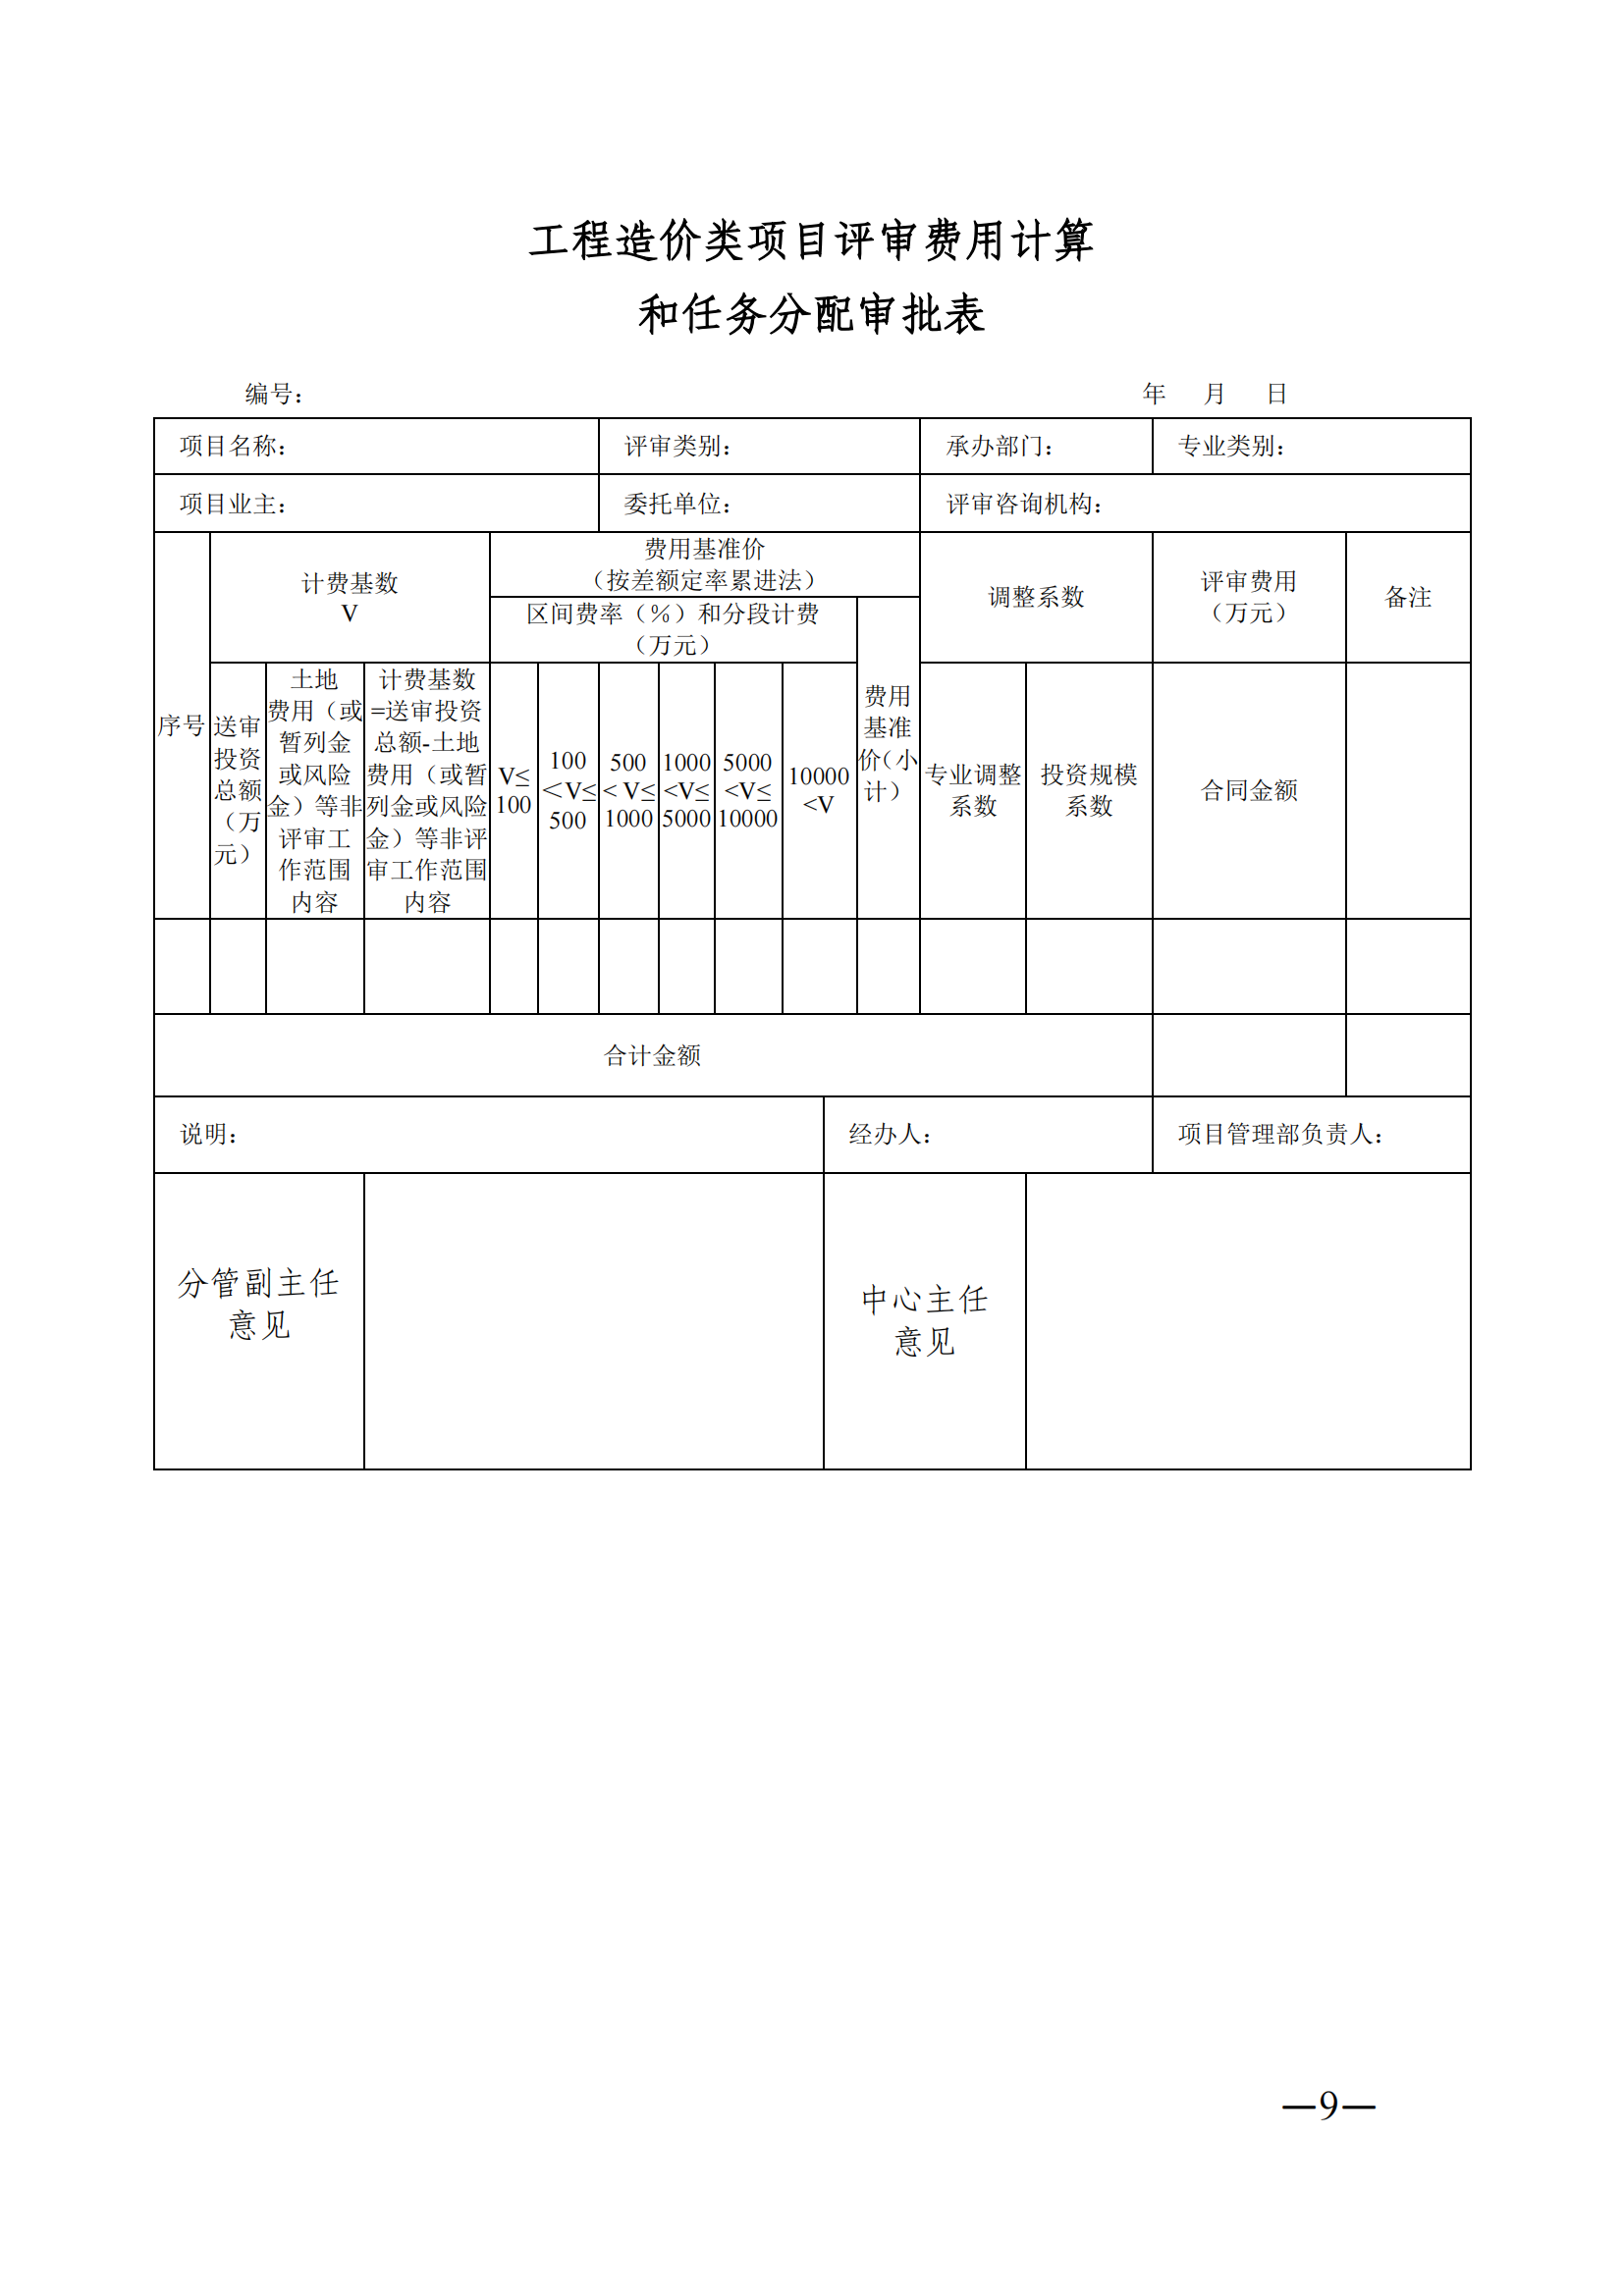 工程造价类项目评审费用计算
和任务分配审批表
编号：
年 月 日
项目名称：
评审类别：
承办部门：
专业类别：
项目业主：
委托单位：
评审咨询机构：
序号
计费基数
V
费用基准价
（按差额定率累进法）
区间费率（%）和分段计费
（万元）
调整系数
评审费用
（万元）
备注
送审
投资
总额
（万
元）
土地
费用（或
暂列金
或风险
金）等非
评审工
作范围
内容
计费基数
=送审投资
总额-土地
费用（或暂
列金或风险
金）等非评
审工作范围
内容
V≤
100
100
＜V≤
500
500
< V≤
1000
1000
<V≤
5000
5000
<V≤
10000
10000
<V
费用
基准
价（小
计）
专业调整
系数
投资规模
系数
合同金额
合计金额
说明：
经办人：
项目管理部负责人：
分管副主任
意见
中心主任
意见
—9—